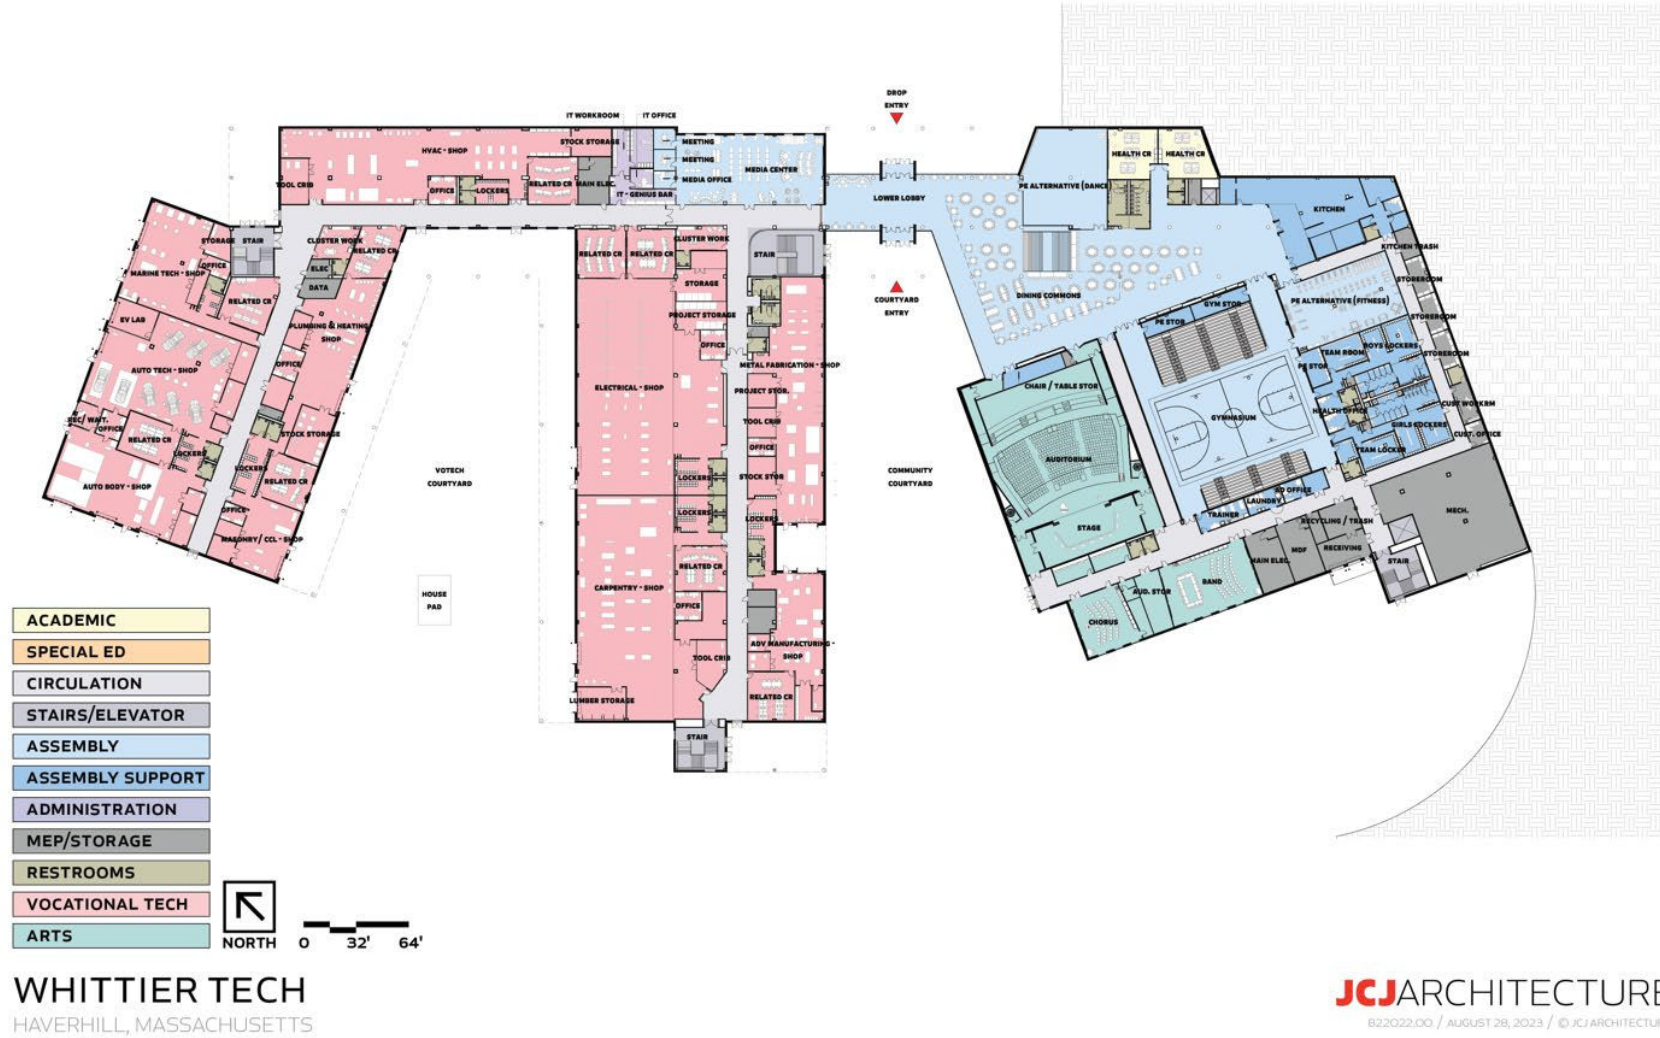 DROP
ENTRY
IT WORKROOM
IT OFFICE
HVAC - SHOP
STOCK STORAGE
MEETING
MEETING
MEDIA OFFICE
MEDIA CENTER
TOOL CRIB
OFFICE
LOCKERS
RELATED CR
MAIN ELEC.
IT - GENIUS BAR
LOWER LOBBY
PE ALTERNATIVE (DANCE)
HEALTH CR
HEALTH CR
KITCHEN
KITCHEN TRASH
STORAGE
STAIR
CLUSTER WORK
RELATED CR
OFFICE
MARINE TECH - SHOP
ELEC
DATA
RELATED CR
EV LAB
PLUMBING & HEATING
SHOP
AUTO TECH - SHOP
OFFICE
REC/ WAIT.
OFFICE
RELATED CR
STOCK STORAGE
LOCKERS
LOCKERS
RELATED CR
AUTO BODY - SHOP
OFFICE
MASONRY/ CCL - SHOP
RELATED CR
RELATED CR
CLUSTER WORK
STAIR
STORAGE
PROJECT STORAGE
OFFICE
METAL FABRICATION - SHOP
ELECTRICAL - SHOP
PROJECT STOR.
TOOL CRIB
OFFICE
LOCKERS
STOCK STOR
LOCKERS
LOCKERS
RELATED CR
CARPENTRY - SHOP
OFFICE
ADV MANUFACTURING -
SHOP
TOOL CRIB
LUMBER STORAGE
RELATED CR
STAIR
VOTECH
COURTYARD
HOUSE
PAD
COURTYARD
ENTRY
COMMUNITY
COURTYARD
DINING COMMONS
PE STOR
GYM STOR
PE ALTERNATIVE (FITNESS)
STOREROOM
STOREROOM
STOREROOM
BOYS LOCKERS
TEAM ROOM
PE STOR
CHAIR / TABLE STOR
GYMNASIUM
HEALTH OFFICE
CUST WORKRM
GIRLS LOCKERS
CUST. OFFICE
TEAM LOCKER
AUDITORIUM
AD OFFICE
LAUNDRY
TRAINER
STAGE
RECYCLING / TRASH
MECH.
MAIN ELEC.
MDF
RECEIVING
STAIR
BAND
AUD. STOR
CHORUS
ACADEMIC
SPECIAL ED
CIRCULATION
STAIRS/ELEVATOR
ASSEMBLY
ASSEMBLY SUPPORT
ADMINISTRATION
MEP/STORAGE
RESTROOMS
VOCATIONAL TECH
ARTS
NORTH
0 32' 64'
WHITTIER TECH
HAVERHILL, MASSACHUSETTS
JCJARCHITECTURE
B22022.00 / AUGUST 28, 2023 / © JCJ ARCHITECTUR